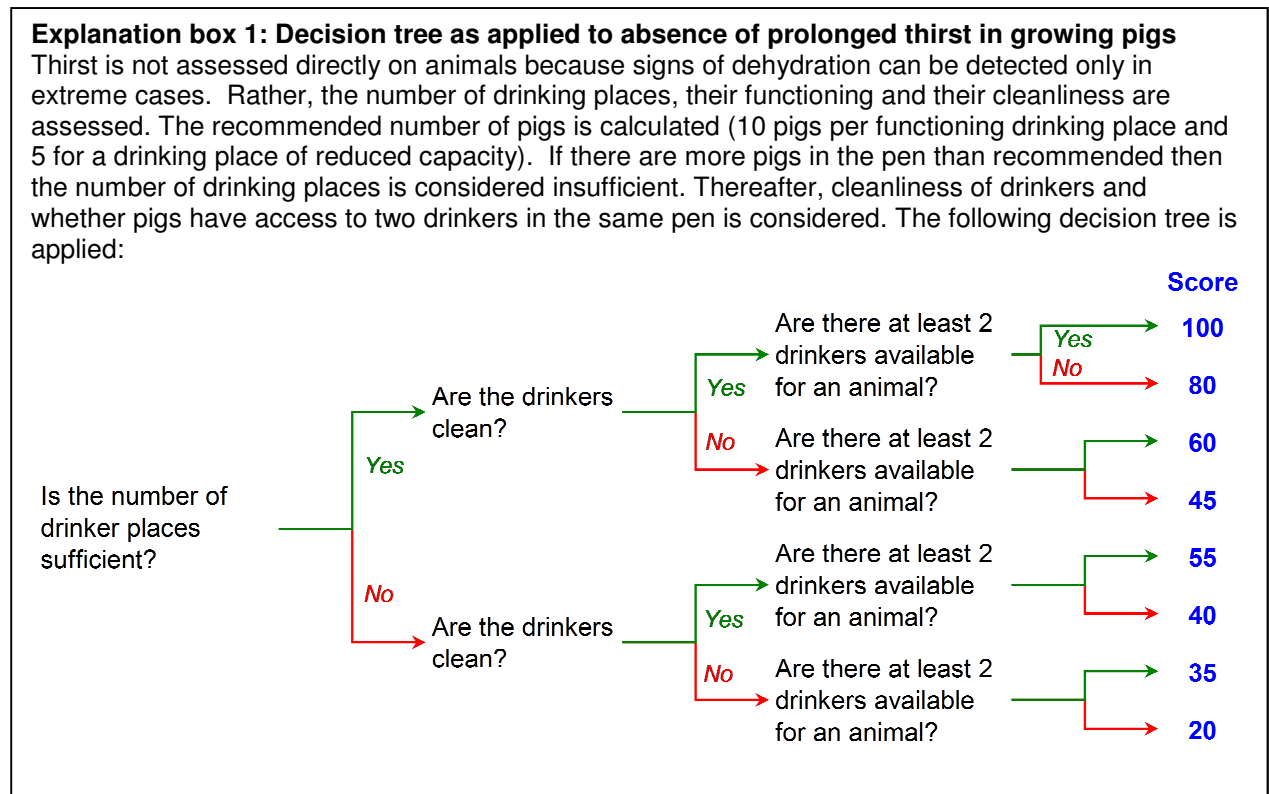 Explanation box 1: Decision tree as applied to absence of prolonged thirst in growing pigs
Thirst is not assessed directly on animals because signs of dehydration can be detected only in
extreme cases.  Rather, the number of drinking places, their functioning and their cleanliness are
assessed. The recommended number of pigs is calculated (10 pigs per functioning drinking place and
5 for a drinking place of reduced capacity).  If there are more pigs in the pen than recommended then
the number of drinking places is considered insufficient. Thereafter, cleanliness of drinkers and
whether pigs have access to two drinkers in the same pen is considered. The following decision tree is
applied:
Score
Is the number of
drinker places
sufficient?
Yes
Are the drinkers
clean?
Yes
Are there at least 2
drinkers available
for an animal?
Yes
100
No
80
No
Are there at least 2
drinkers available
for an animal?
60
45
No
Are the drinkers
clean?
Yes
Are there at least 2
drinkers available
for an animal?
55
40
No
Are there at least 2
drinkers available
for an animal?
35
20